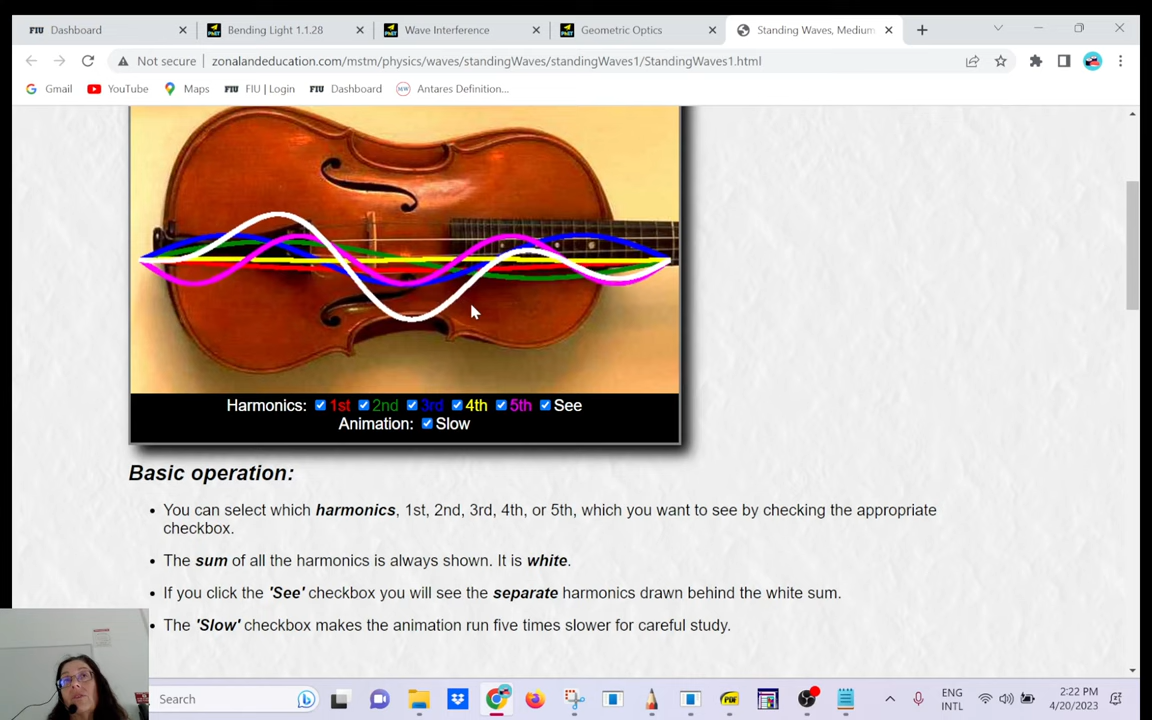 FIU Dashboard
Bending Light 1.1.28
Wave Interference
Geometric Optics
Standing Waves, Medium
Not secure
zonalandeducation.com/mstm/physics/waves/standingWaves/standingWaves1/StandingWaves1.html
Gmail
YouTube
Maps
FIU FIU | Login
FIU Dashboard
MW Antares Definition...
Harmonics: 1st 2nd 3rd 4th 5th See
Animation: Slow
Basic operation:
• You can select which harmonics, 1st, 2nd, 3rd, 4th, or 5th, which you want to see by checking the appropriate
checkbox.
• The sum of all the harmonics is always shown. It is white.
• If you click the 'See' checkbox you will see the separate harmonics drawn behind the white sum.
• The 'Slow' checkbox makes the animation run five times slower for careful study.
Search
ENG
INTL
2:22 PM
4/20/2023